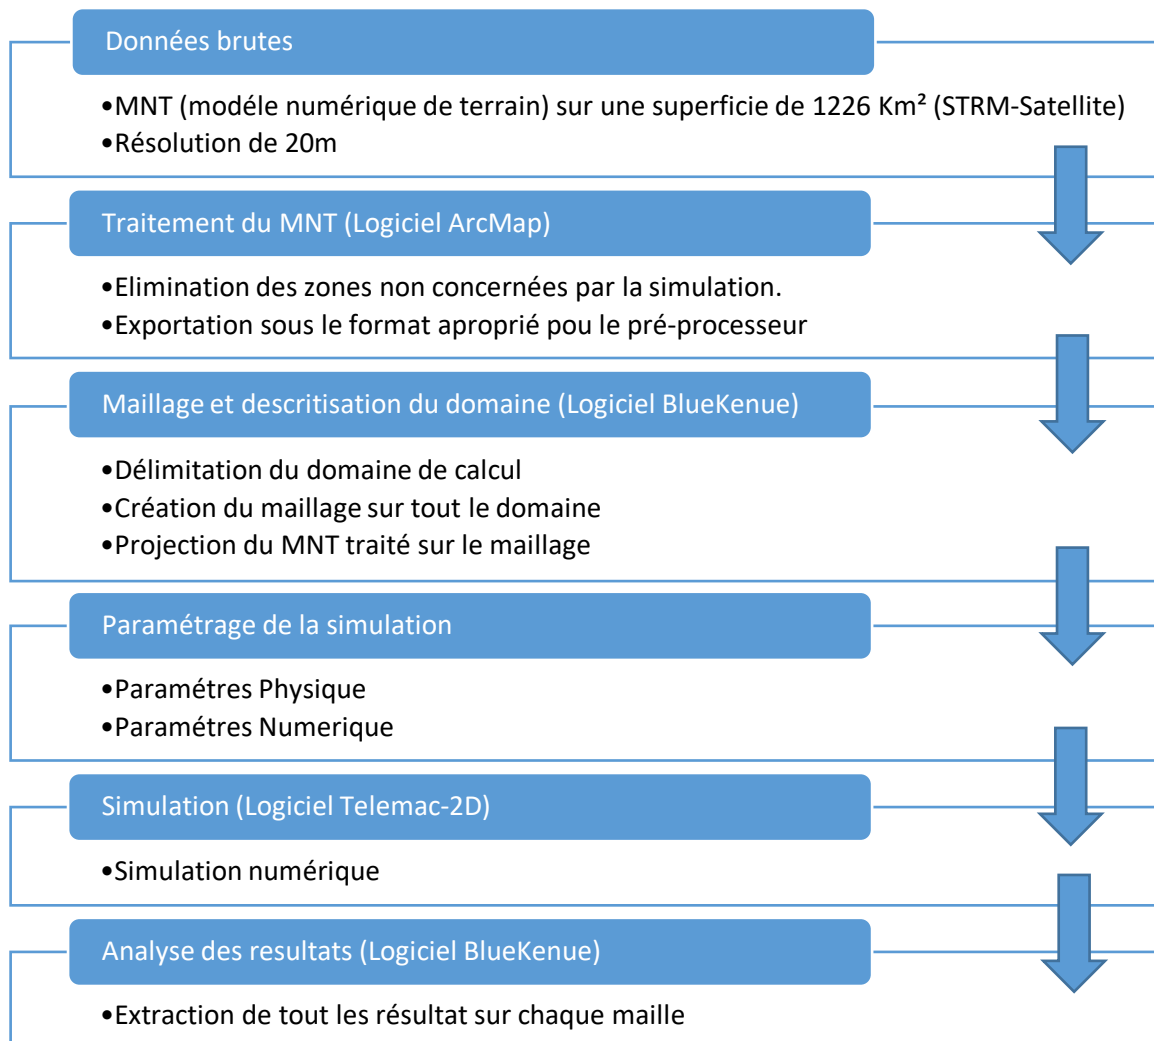 Données brutes
•MNT (modéle numérique de terrain) sur une superficie de 1226 Km² (STRM-Satellite)
•Résolution de 20m
Traitement du MNT (Logiciel ArcMap)
•Elimination des zones non concernées par la simulation.
•Exportation sous le format aproprié pou le pré-processeur
Maillage et descritisation du domaine (Logiciel BlueKenue)
•Délimitation du domaine de calcul
•Création du maillage sur tout le domaine
•Projection du MNT traité sur le maillage
Paramétrage de la simulation
•Paramétres Physique
•Paramétres Numerique
Simulation (Logiciel Telemac-2D)
•Simulation numérique
Analyse des resultats (Logiciel BlueKenue)
•Extraction de tout les résultat sur chaque maille